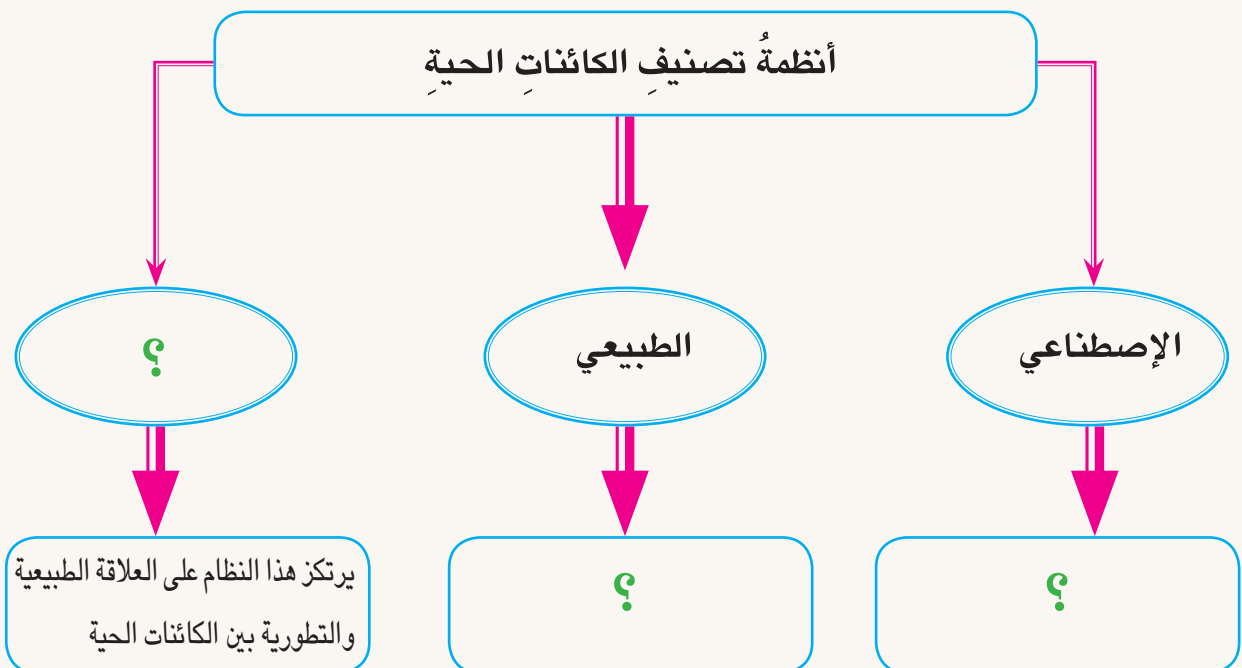 أنظمةُ تصنيفِ الكائناتِ الحيةِ
الإصطناعي
الطبيعي
؟
؟
؟
يرتكز هذا النظام على العلاقة الطبيعية
والتطورية بين الكائنات الحية